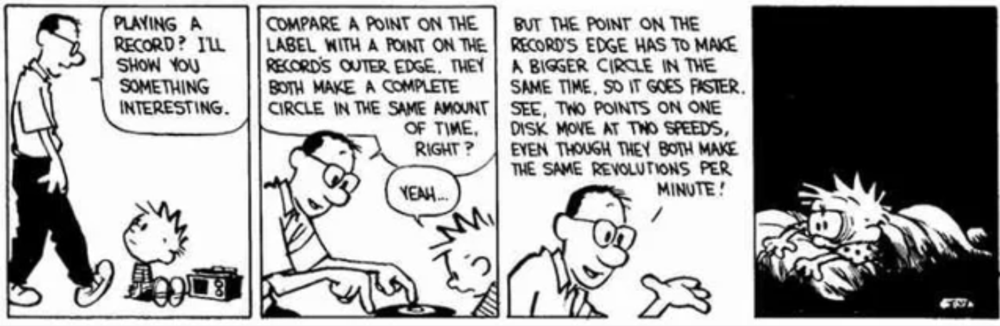 PLAYING A
RECORD? I'LL
SHOW YOU
SOMETHING
INTERESTING.
COMPARE A POINT ON THE
LABEL WITH A POINT ON THE
RECORD'S OUTER EDGE. THEY
BOTH MAKE A COMPLETE
CIRCLE IN THE SAME AMOUNT
OF TIME,
RIGHT?
YEAH...
BUT THE POINT ON THE
RECORD'S EDGE HAS TO MAKE
A BIGGER CIRCLE IN THE
SAME TIME, SO IT GOES FASTER.
SEE, TWO POINTS ON ONE
DISK MOVE AT TWO SPEEDS,
EVEN THOUGH THEY BOTH MAKE
THE SAME REVOLUTIONS PER
MINUTE!